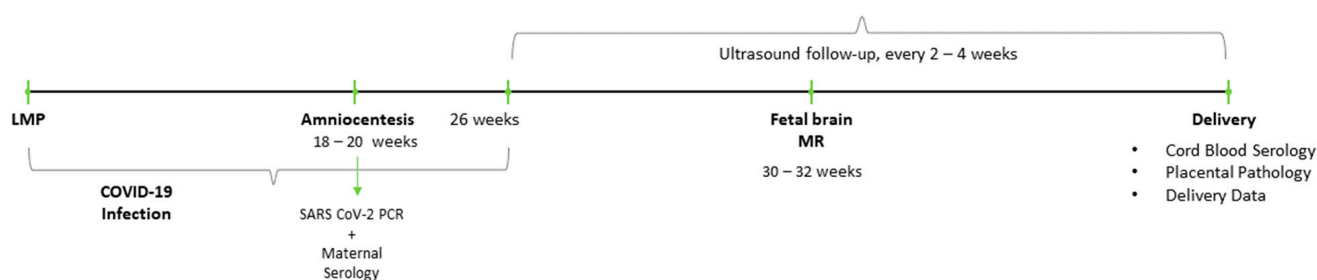 Ultrasound follow-up, every 2 – 4 weeks
LMP
Amniocentesis
18 – 20 weeks
26 weeks
Fetal brain
MR
30 – 32 weeks
Delivery
• Cord Blood Serology
• Placental Pathology
• Delivery Data
COVID-19
Infection
SARS CoV-2 PCR
+
Maternal
Serology